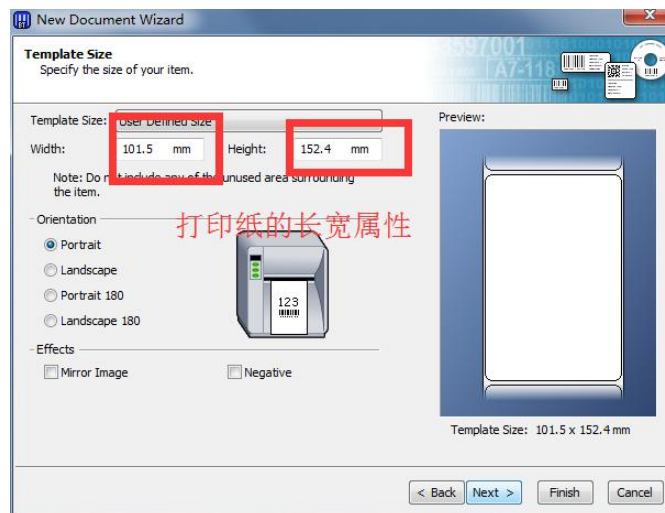 New Document Wizard
Template Size
Specify the size of your item.
Template Size: User Defined Size
Width: 101.5 mm Height: 152.4 mm
Note: Do not include any of the unused area surrounding
the item.
打印纸的长宽属性
Orientation
Portrait
Landscape
Portrait 180
Landscape 180
123
Effects
Mirror Image Negative
Preview:
Template Size: 101.5 x 152.4 mm
< Back Next > Finish Cancel